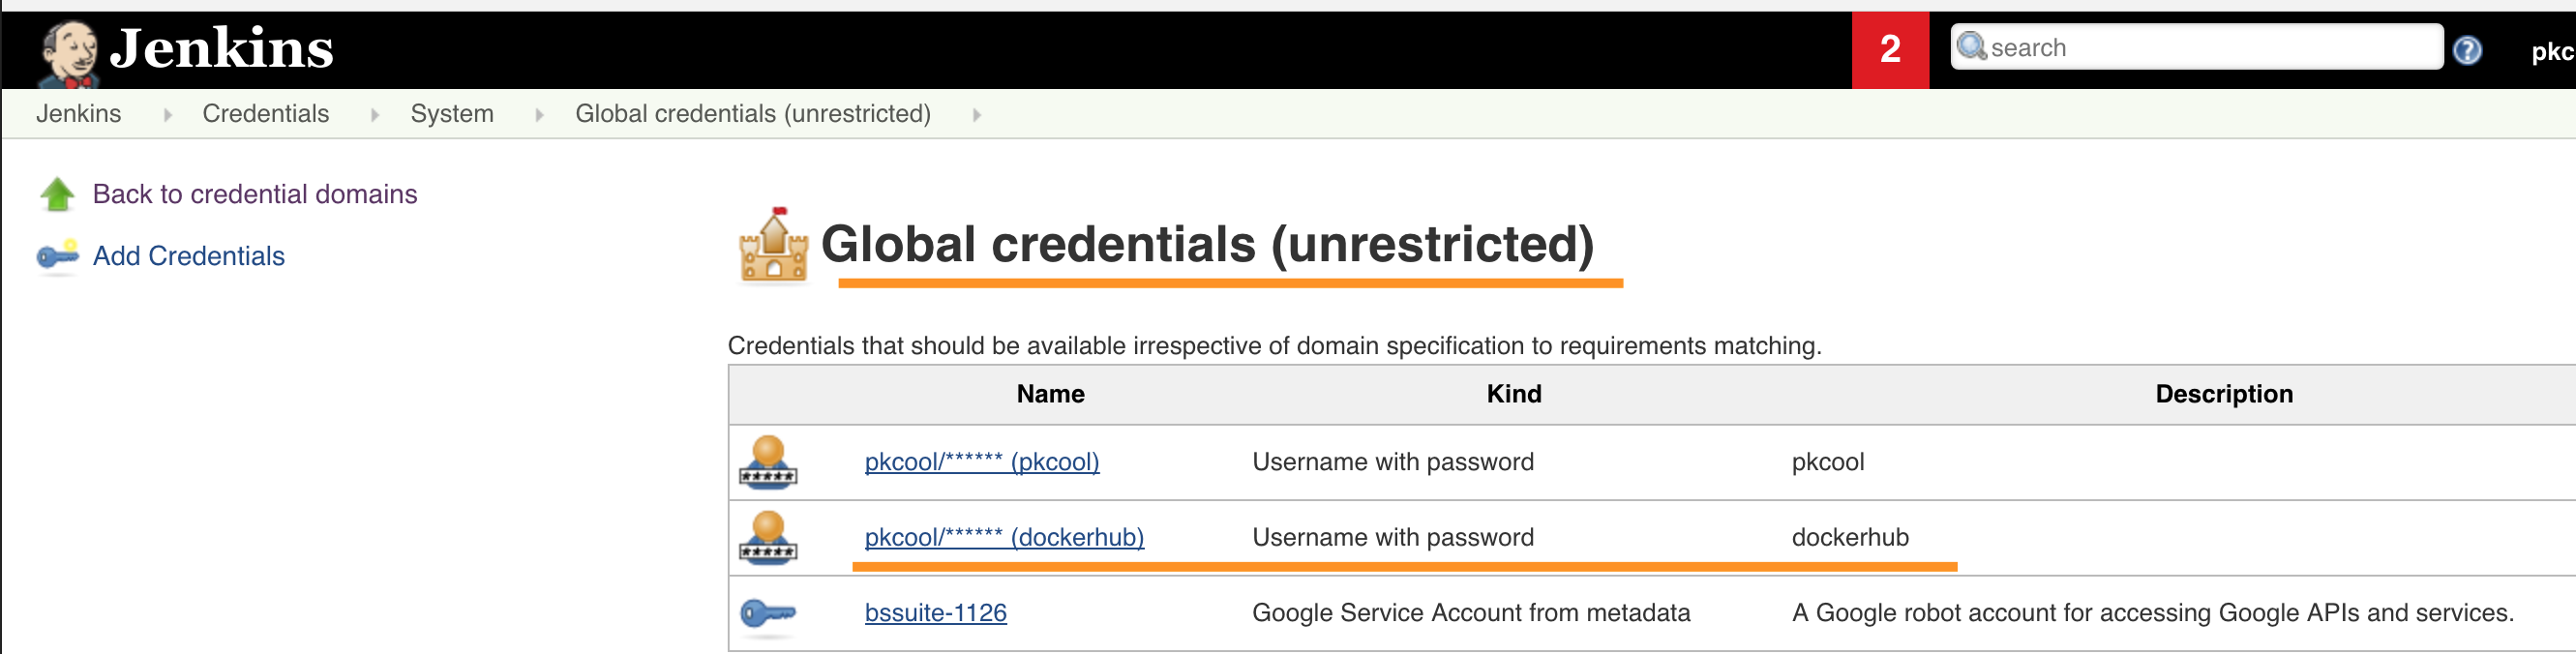 Jenkins
2
search
?
pkc
Jenkins Credentials System Global credentials (unrestricted)
Back to credential domains
Add Credentials
Global credentials (unrestricted)
Credentials that should be available irrespective of domain specification to requirements matching.
Name Kind Description
pkcool/****** (pkcool) Username with password pkcool
pkcool/****** (dockerhub) Username with password dockerhub
bssuite-1126 Google Service Account from metadata A Google robot account for accessing Google APIs and services.